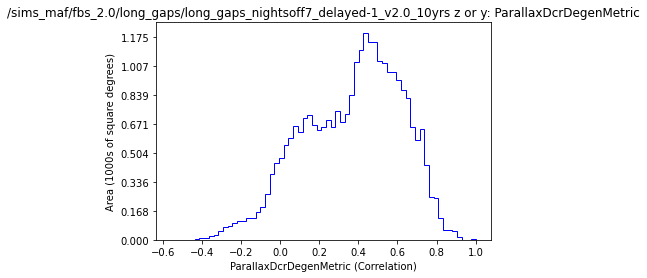 /sims_maf/fbs_2.0/long_gaps/long_gaps_nightsoff7_delayed-1_v2.0_10yrs z or y: ParallaxDcrDegenMetric
Area (1000s of square degrees)
1.175
1.007
0.839
0.671
0.504
0.336
0.168
0.000
−0.6 −0.4 −0.2 0.0 0.2 0.4 0.6 0.8 1.0
ParallaxDcrDegenMetric (Correlation)